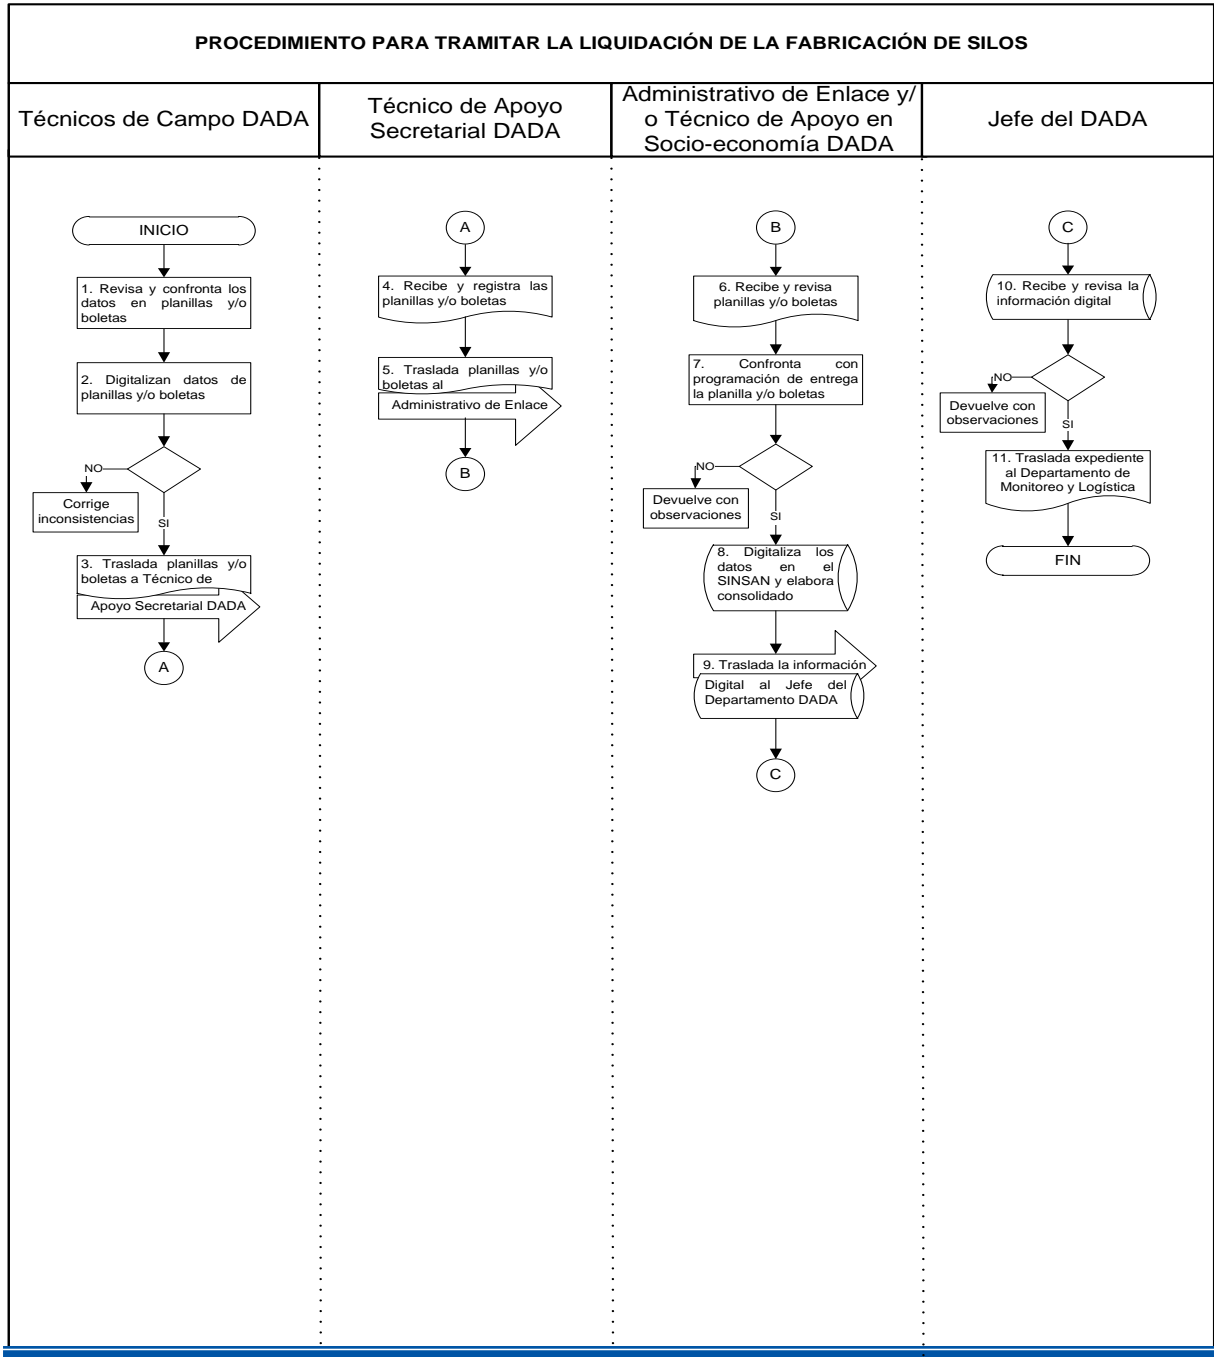 PROCEDIMIENTO PARA TRAMITAR LA LIQUIDACIÓN DE LA FABRICACIÓN DE SILOS
Técnicos de Campo DADA
Técnico de Apoyo
Secretarial DADA
Administrativo de Enlace y/
o Técnico de Apoyo en
Socio-economía DADA
Jefe del DADA
INICIO
1. Revisa y confronta los
datos en planillas y/o
boletas
2. Digitalizan datos de
planillas y/o boletas
NO
Corrige
inconsistencias
SI
3. Traslada planillas y/o
boletas a Técnico de
Apoyo Secretarial DADA
A
A
4. Recibe y registra las
planillas y/o boletas
5. Traslada planillas y/o
boletas al
Administrativo de Enlace
B
B
6. Recibe y revisa
planillas y/o boletas
7. Confronta con
programación de entrega
la planilla y/o boletas
NO
Devuelve con
observaciones
SI
8. Digitaliza los
datos en el
SINSAN y elabora
consolidado
9. Traslada la información
Digital al Jefe del
Departamento DADA
C
C
10. Recibe y revisa la
información digital
NO
Devuelve con
observaciones
SI
11. Traslada expediente
al Departamento de
Monitoreo y Logística
FIN